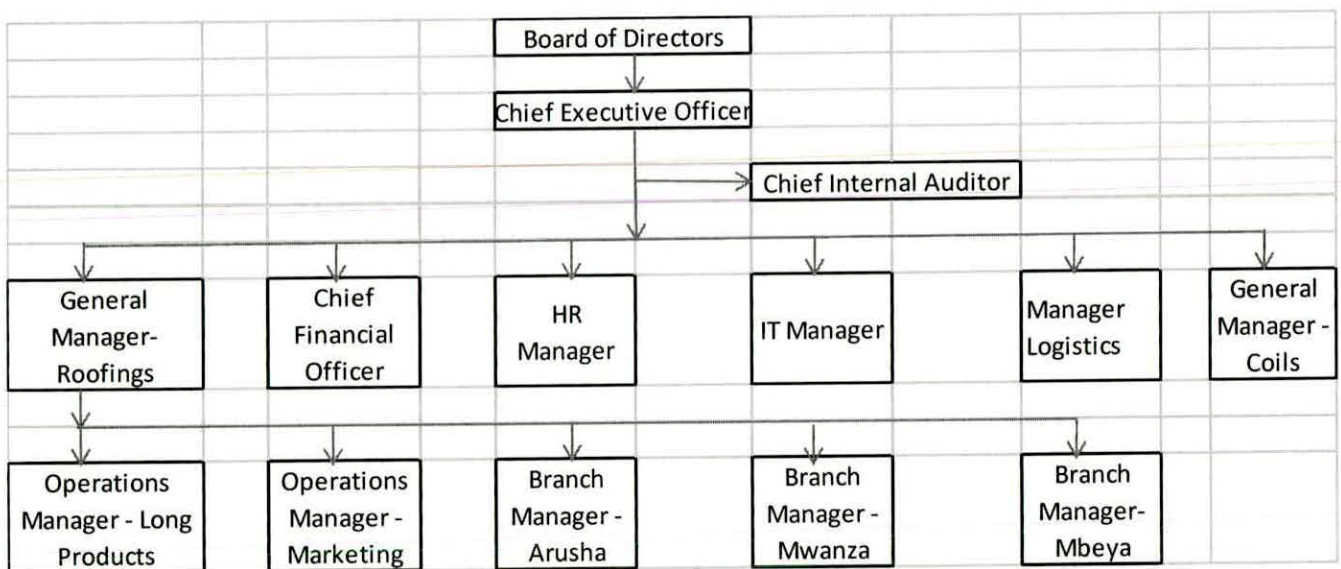 Board of Directors
Chief Executive Officer
Chief Internal Auditor
General
Manager-
Roofings
Chief
Financial
Officer
HR
Manager
IT Manager
Manager
Logistics
General
Manager -
Coils
Operations
Manager - Long
Products
Operations
Manager -
Marketing
Branch
Manager -
Arusha
Branch
Manager -
Mwanza
Branch
Manager-
Mbeya